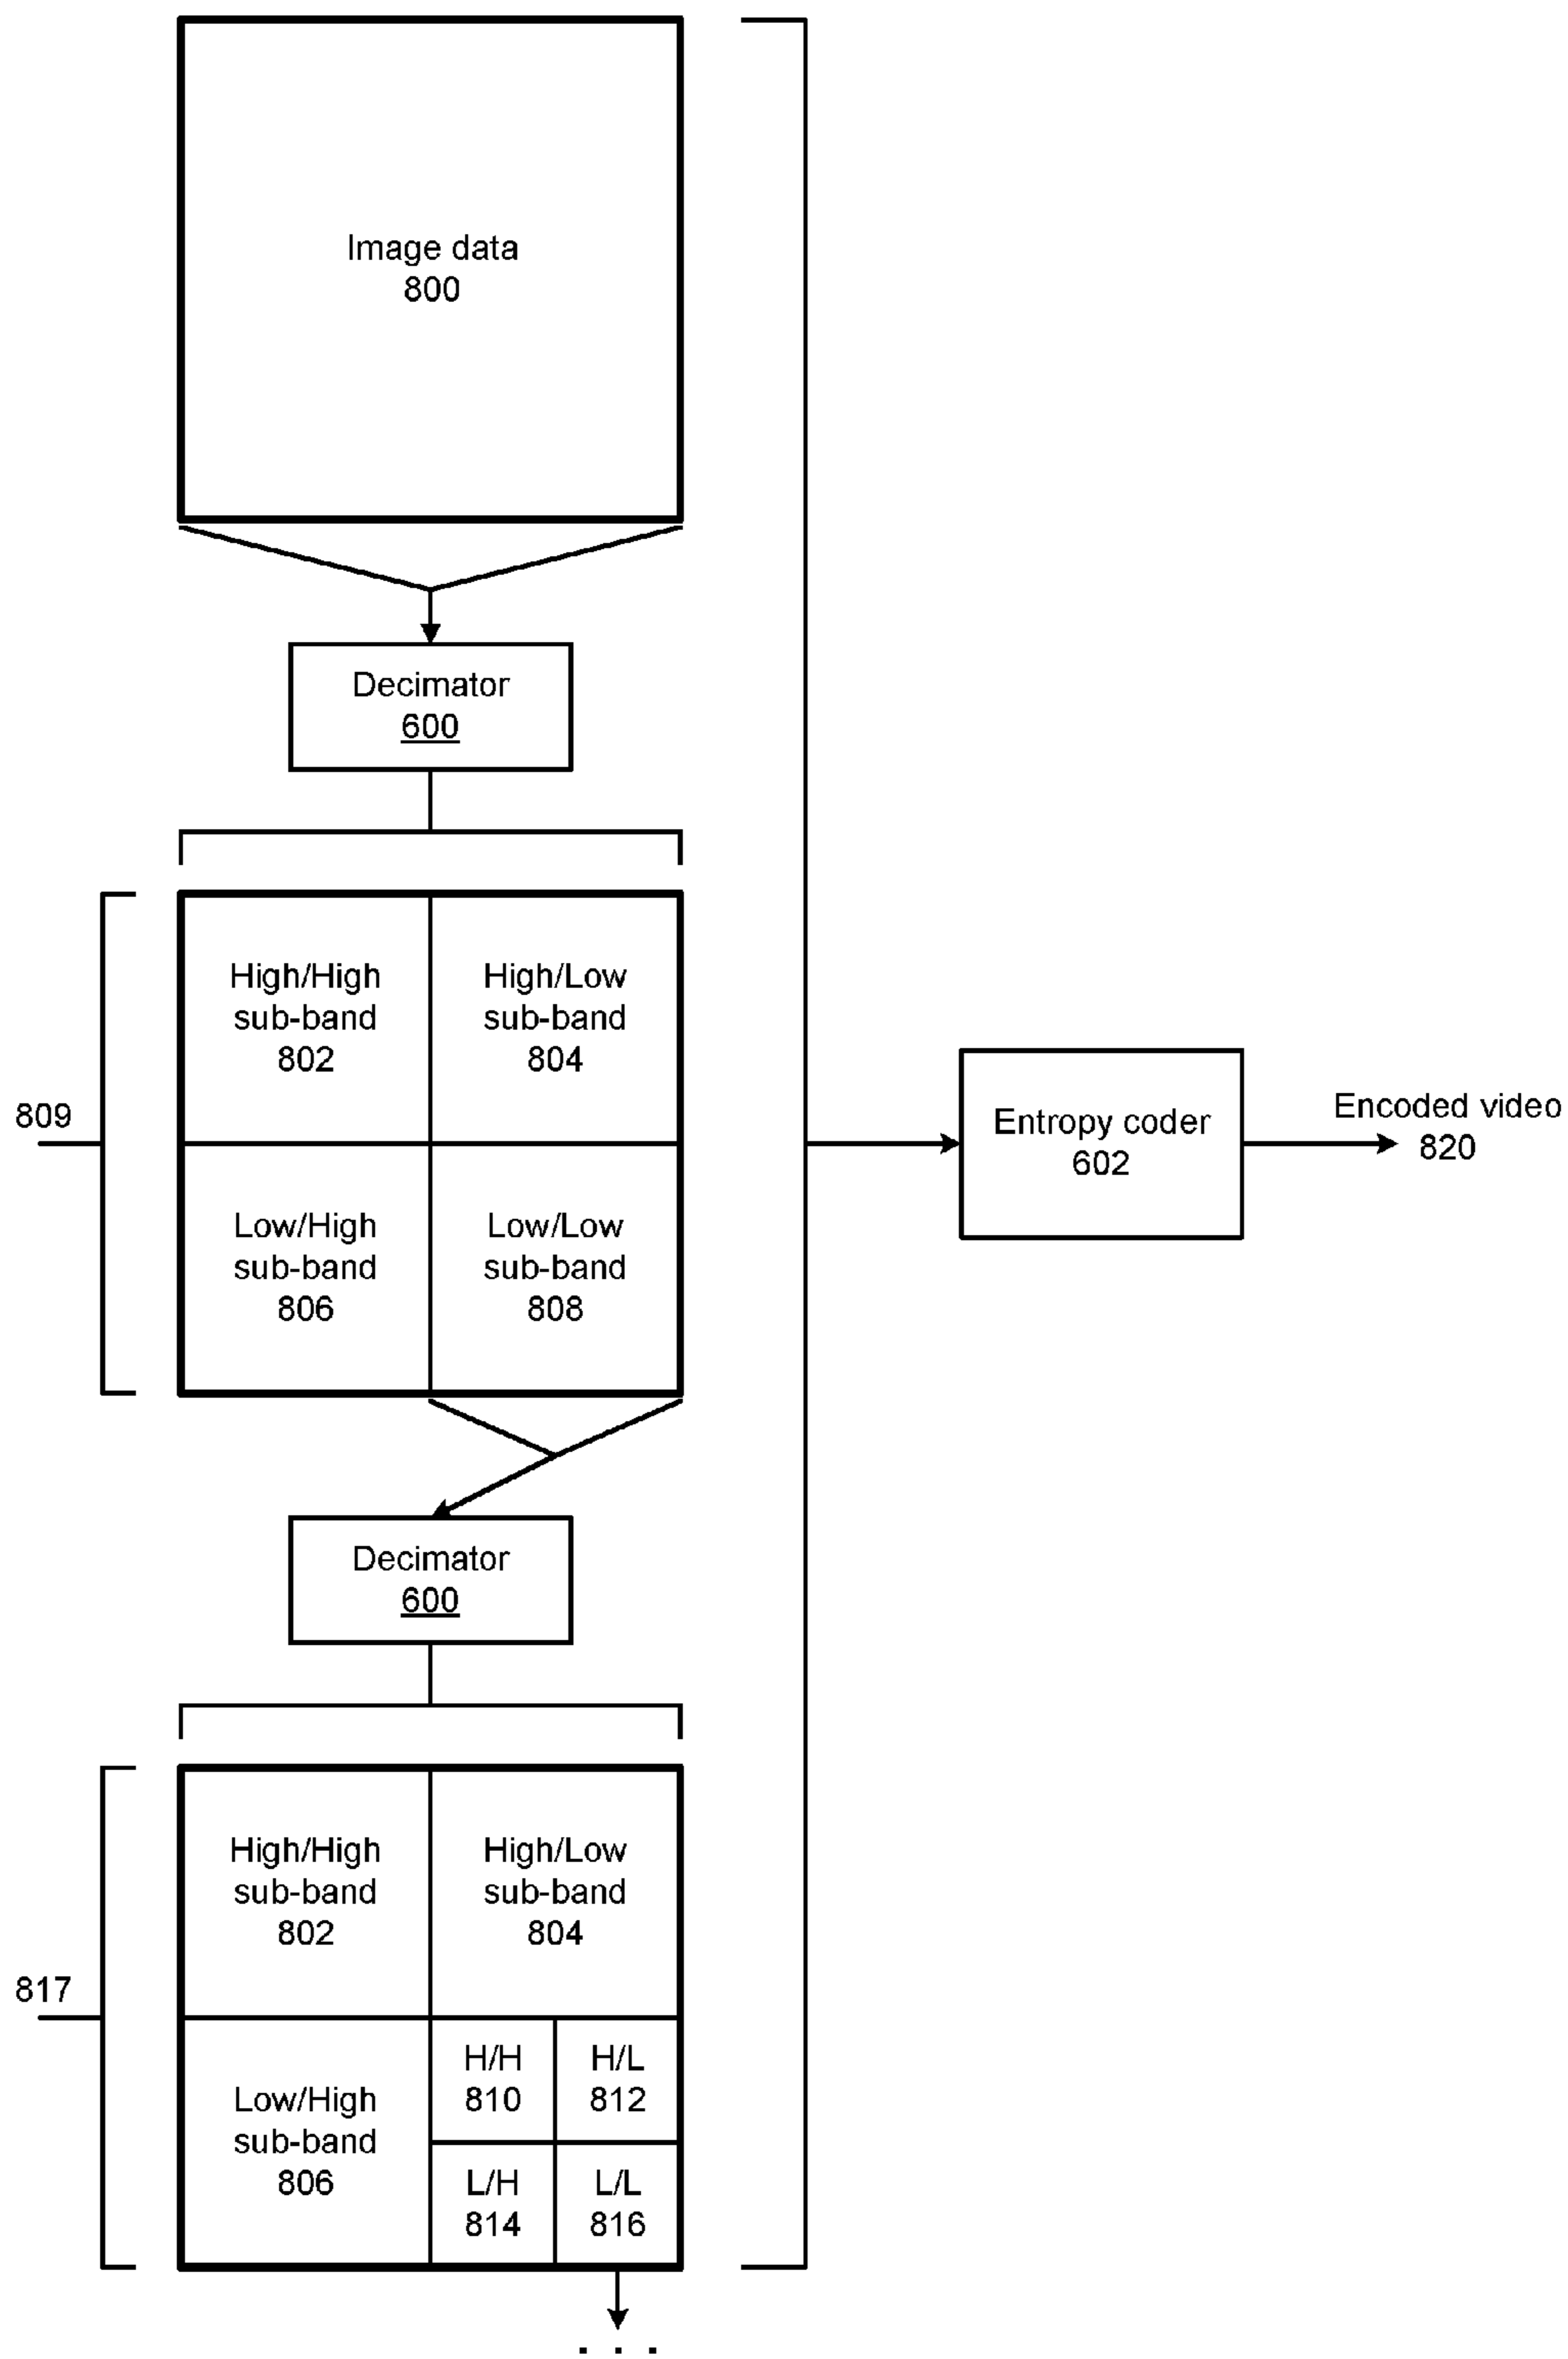 Image data
800
Decimator
600
High/High
sub-band
802
High/Low
sub-band
804
809
Low/High
sub-band
806
Low/Low
sub-band
808
Entropy coder
602
Encoded video
820
Decimator
600
High/High
sub-band
802
High/Low
sub-band
804
817
Low/High
sub-band
806
H/H
810
H/L
812
L/H
814
L/L
816
. . .